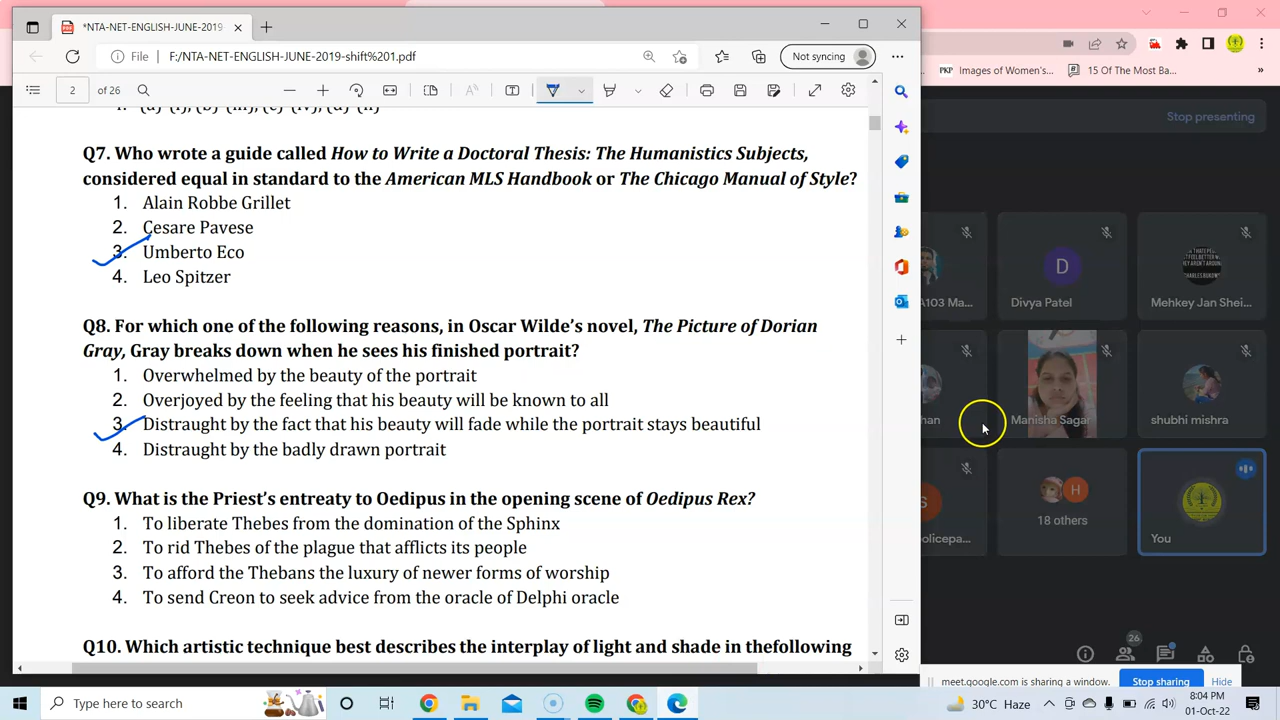 *NTA-NET-ENGLISH-JUNE-2019-
File
F:/NTA-NET-ENGLISH-JUNE-2019-shift%201.pdf
Not syncing
PKP Images of Women's...
15 Of The Most Ba...
2 of 26
Stop presenting
Q7. Who wrote a guide called How to Write a Doctoral Thesis: The Humanistics Subjects,
considered equal in standard to the American MLS Handbook or The Chicago Manual of Style?
1. Alain Robbe Grillet
2. Cesare Pavese
3. Umberto Eco
4. Leo Spitzer
Q8. For which one of the following reasons, in Oscar Wilde's novel, The Picture of Dorian
Gray, Gray breaks down when he sees his finished portrait?
1. Overwhelmed by the beauty of the portrait
2. Overjoyed by the feeling that his beauty will be known to all
3. Distraught by the fact that his beauty will fade while the portrait stays beautiful
4. Distraught by the badly drawn portrait
Q9. What is the Priest's entreaty to Oedipus in the opening scene of Oedipus Rex?
1. To liberate Thebes from the domination of the Sphinx
2. To rid Thebes of the plague that afflicts its people
3. To afford the Thebans the luxury of newer forms of worship
4. To send Creon to seek advice from the oracle of Delphi oracle
Q10. Which artistic technique best describes the interplay of light and shade in thefollowing
A103 Ma...
D
Divya Patel
Mehkey Jan Shei...
han
Manisha Sagar
shubhi mishra
S
olicepa...
H
18 others
You
26
meet.google.com is sharing a window.
Stop sharing
Hide
Type here to search
30°C Haze
8:04 PM
01-Oct-22